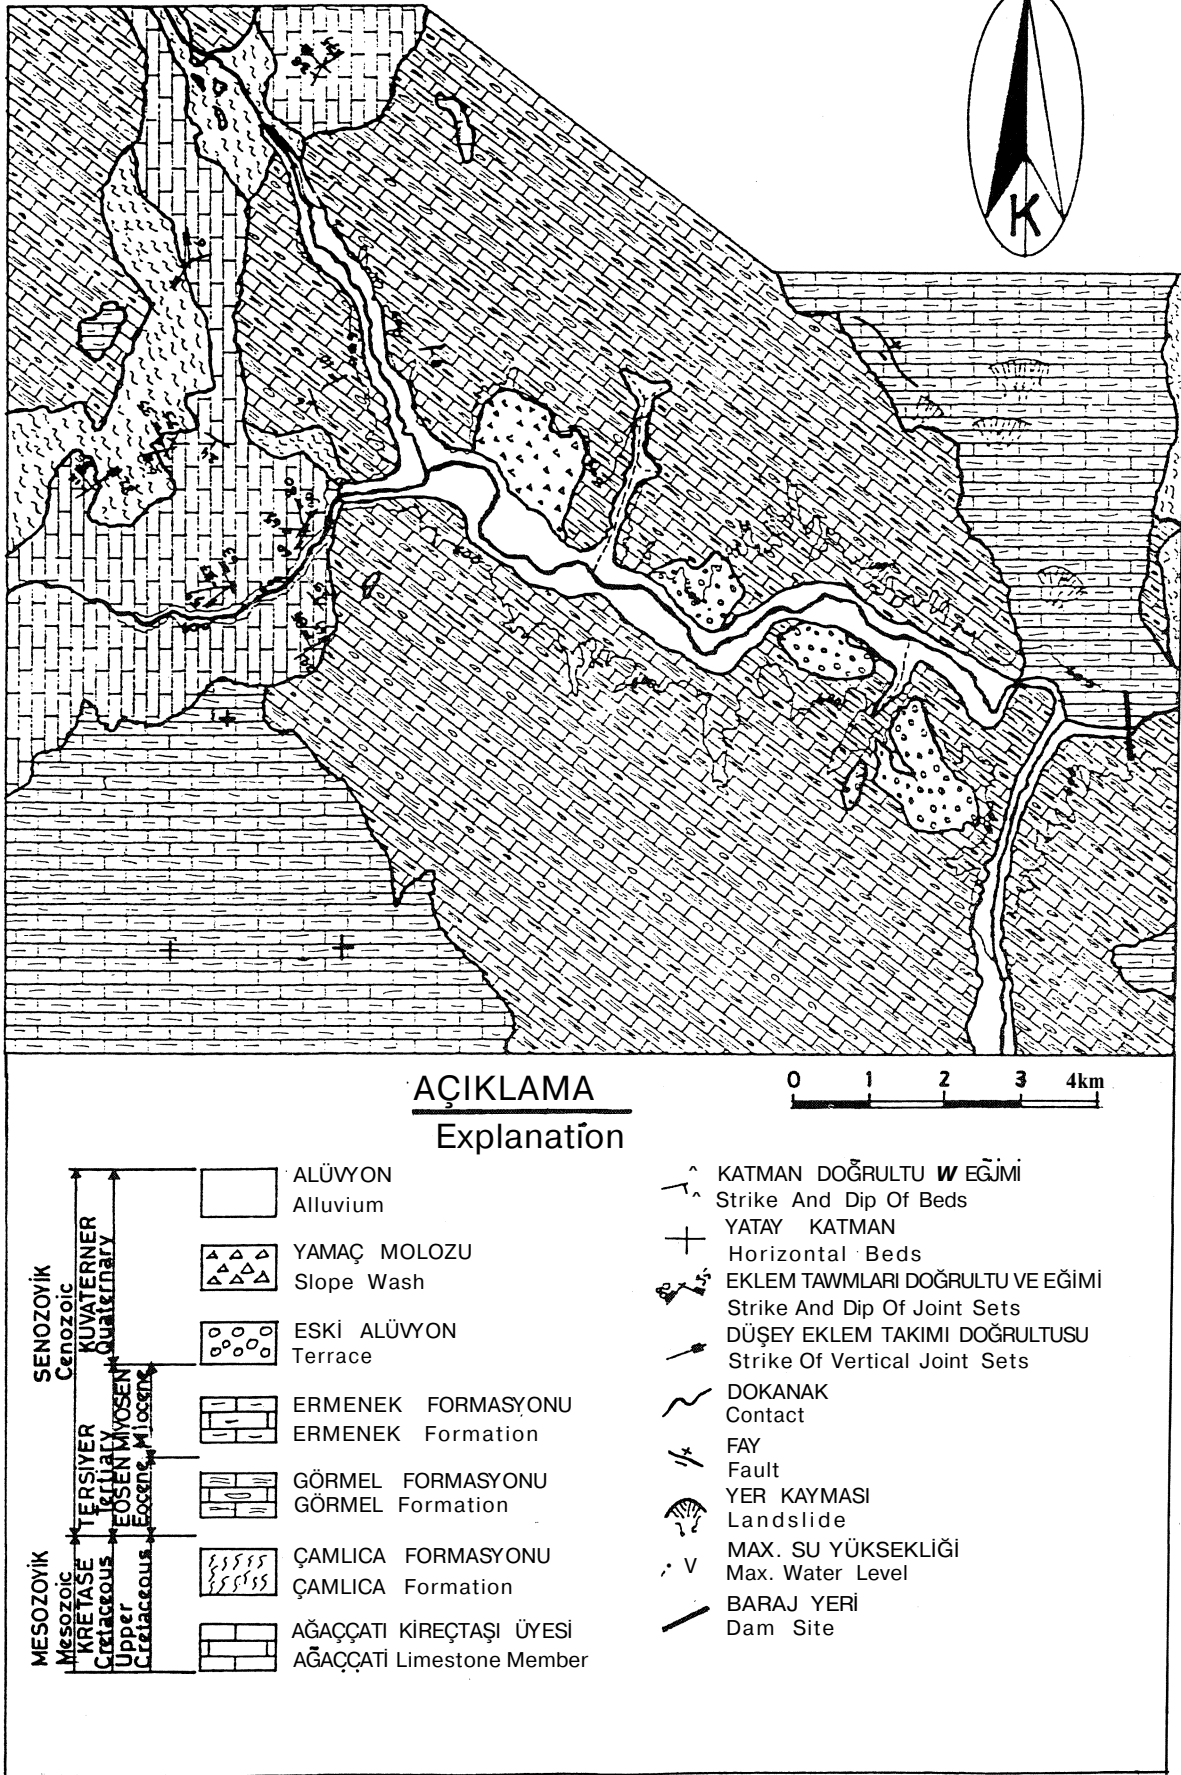 K
AÇIKLAMA
Explanation
0 1 2 3 4km
SENOZOYİK
Cenozoic
KUVATERNER
Quaternary
TERSİYER
Tertiary
EOSEN MİYOSEN
Eocene Miocene
MESOZOYİK
Mesozoic
KRETASE
Cretaceous
Upper
Cretaceous
ALÜVYON
Alluvium
YAMAÇ MOLOZU
Slope Wash
ESKİ ALÜVYON
Terrace
ERMENEK FORMASYONU
ERMENEK Formation
GÖRMEL FORMASYONU
GÖRMEL Formation
ÇAMLICA FORMASYONU
ÇAMLICA Formation
AĞAÇÇATI KİREÇTAŞI ÜYESİ
AĞAÇÇATİ Limestone Member
KATMAN DOĞRULTU W EĞJMİ
Strike And Dip Of Beds
YATAY KATMAN
Horizontal Beds
EKLEM TAWMLARI DOĞRULTU VE EĞİMİ
Strike And Dip Of Joint Sets
DÜŞEY EKLEM TAKIMI DOĞRULTUSU
Strike Of Vertical Joint Sets
DOKANAK
Contact
FAY
Fault
YER KAYMASI
Landslide
MAX. SU YÜKSEKLİĞİ
Max. Water Level
BARAJ YERİ
Dam Site